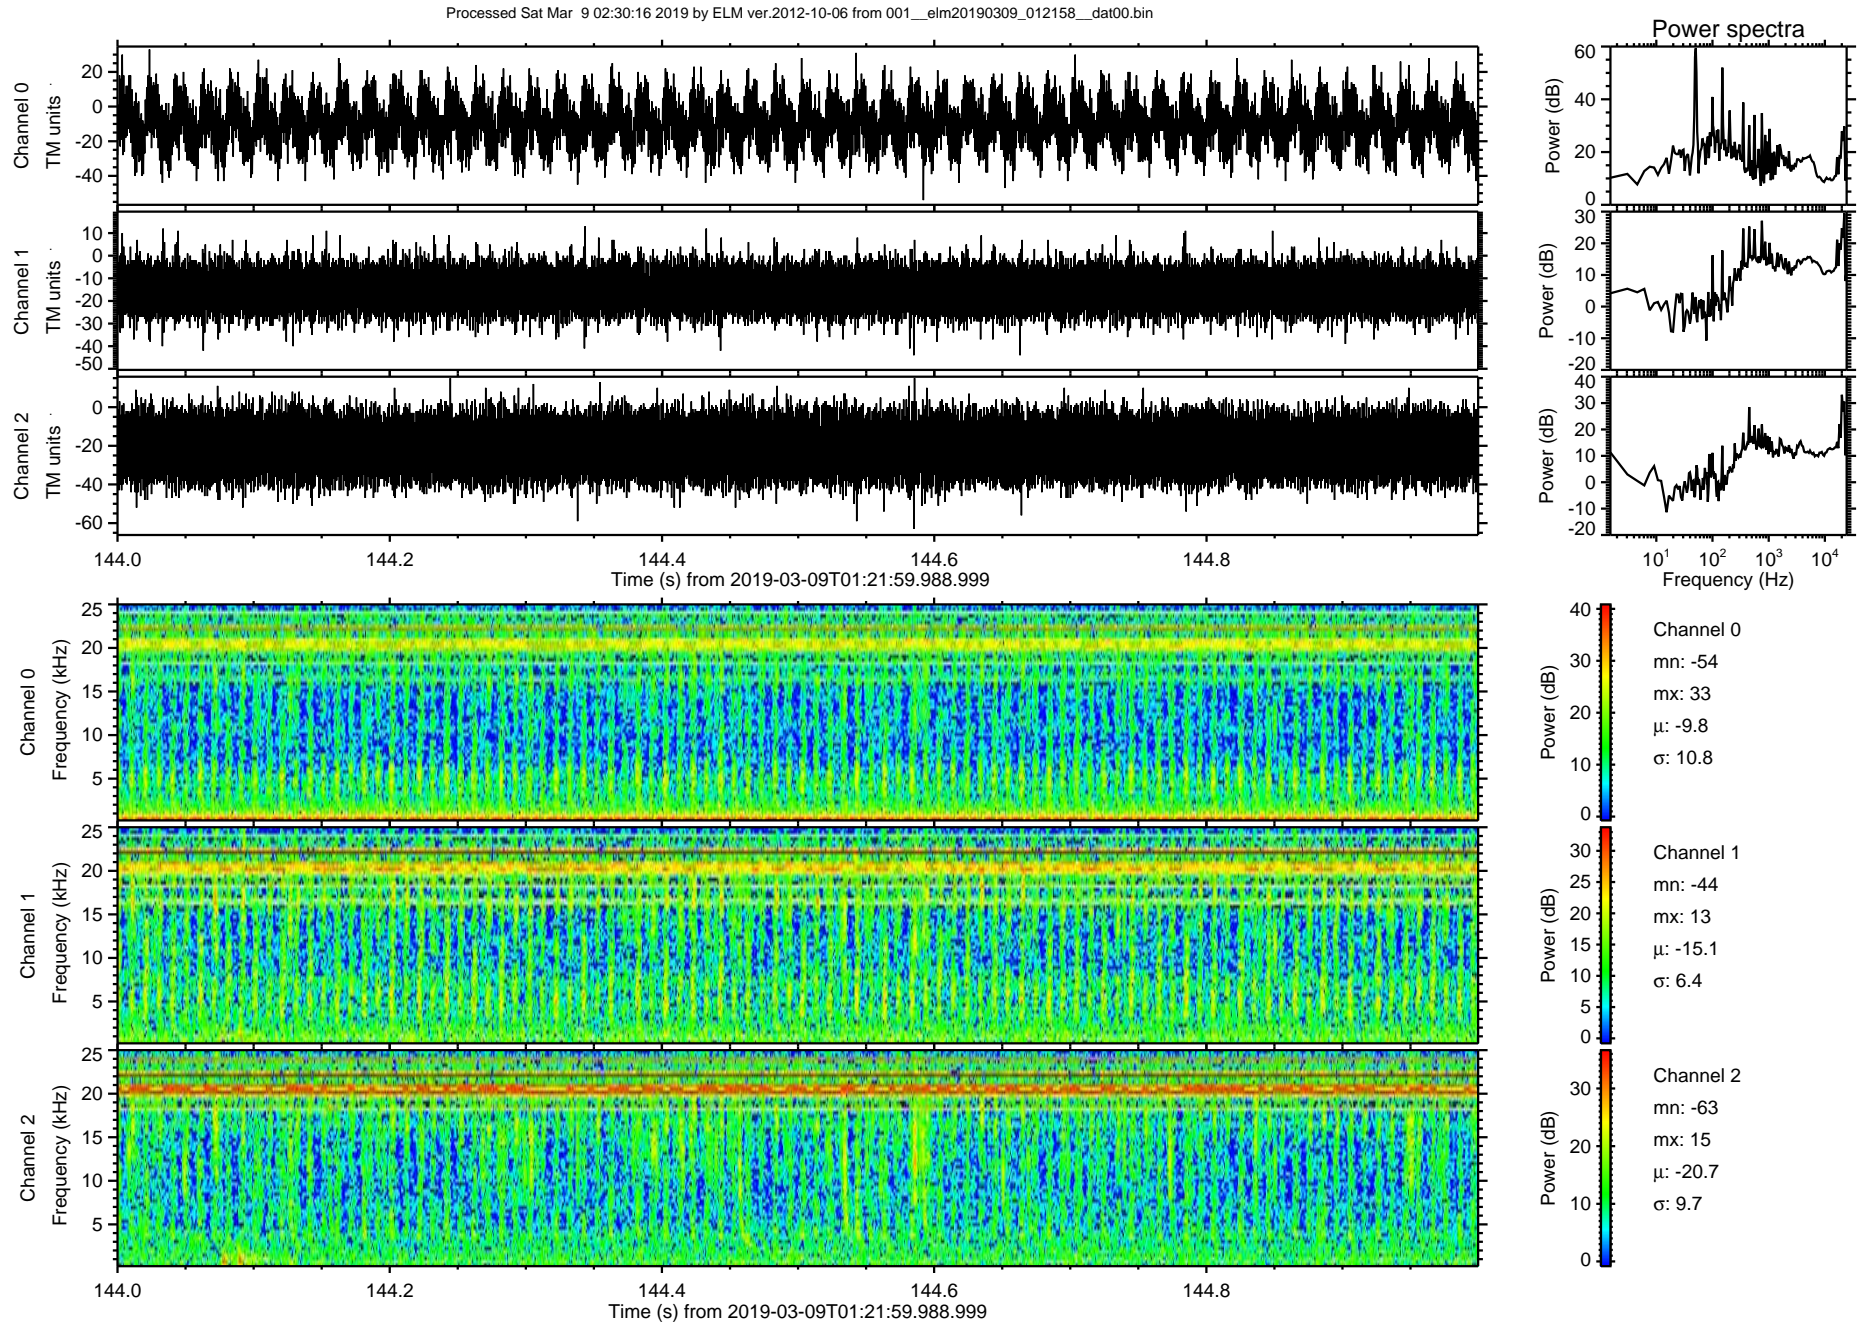 Processed Sat Mar  9 02:30:16 2019 by ELM ver.2012-10-06 from 001__elm20190309_012158__dat00.bin
Power spectra
Channel 0
TM units
20
0
-20
-40
Power (dB)
60
40
20
0
Channel 1
TM units
10
0
-10
-20
-30
-40
-50
Power (dB)
30
20
10
0
-10
-20
Channel 2
TM units
0
-20
-40
-60
Power (dB)
40
30
20
10
0
-10
-20
144.0 144.2 144.4 144.6 144.8
Time (s) from 2019-03-09T01:21:59.988.999
10^1 10^2 10^3 10^4
Frequency (Hz)
Channel 0
Frequency (kHz)
25
20
15
10
5
Power (dB)
40
30
20
10
0
Channel 0
mn: -54
mx: 33
μ: -9.8
σ: 10.8
Channel 1
Frequency (kHz)
25
20
15
10
5
Power (dB)
30
25
20
15
10
5
0
Channel 1
mn: -44
mx: 13
μ: -15.1
σ: 6.4
Channel 2
Frequency (kHz)
25
20
15
10
5
Power (dB)
30
20
10
0
Channel 2
mn: -63
mx: 15
μ: -20.7
σ: 9.7
144.0 144.2 144.4 144.6 144.8
Time (s) from 2019-03-09T01:21:59.988.999